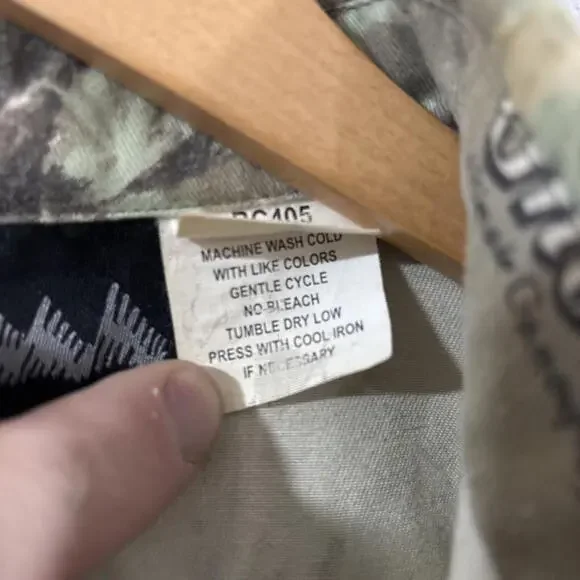 MACHINE WASH COLD
WITH LIKE COLORS
GENTLE CYCLE
NO BLEACH
TUMBLE DRY LOW
PRESS WITH COOL IRON
IF NECESSARY